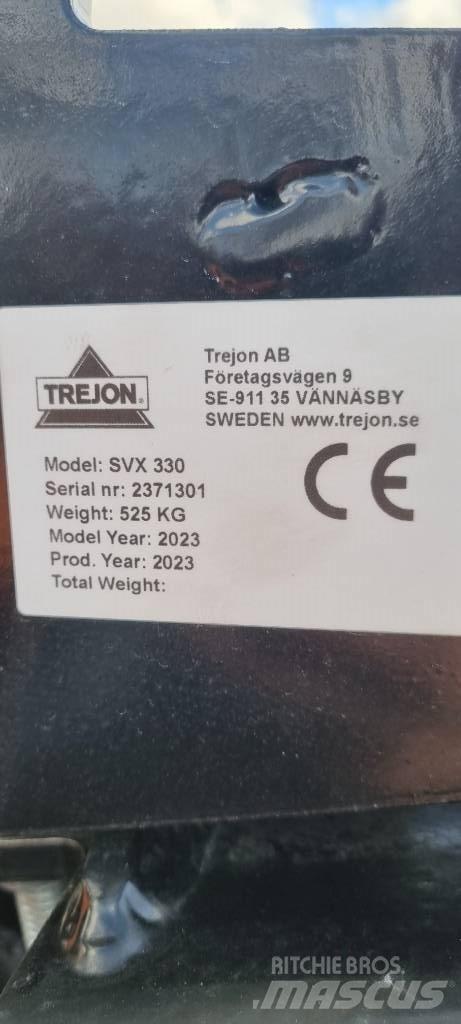 TREJON
Trejon AB
Företagsvägen 9
SE-911 35 VÄNNÄSBY
SWEDEN www.trejon.se
Model: SVX 330
Serial nr: 2371301
Weight: 525 KG
Model Year: 2023
Prod. Year: 2023
Total Weight:
CE
RITCHIE BROS.
MASCUS